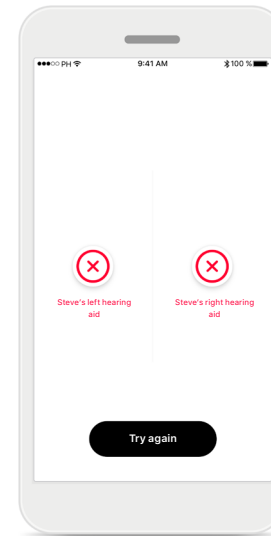 PH 9:41 AM 100 %
Steve's left hearing
aid
Steve's right hearing
aid
Try again